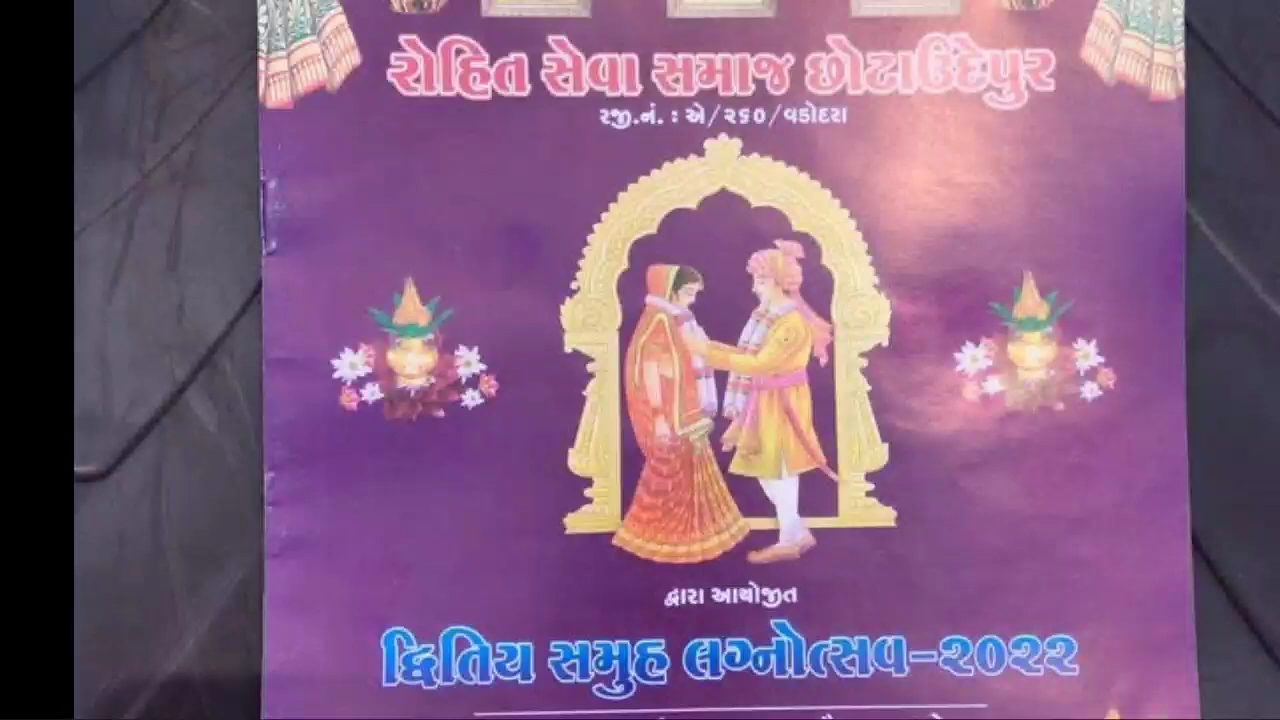 રોહિત સેવા સમાજ છોટાઉદેપુર
રજી.નં. : એ/૨૬૦/વડોદરા
દ્વારા આયોજીત
દ્વિતિય સમુહ લગ્નોત્સવ-૨૦૨૨